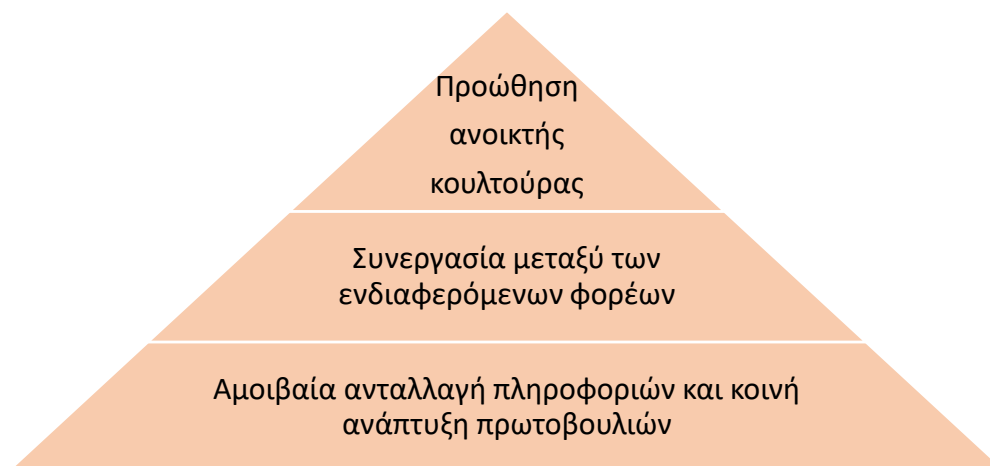 Προώθηση
ανοικτής
κουλτούρας
Συνεργασία μεταξύ των
ενδιαφερόμενων φορέων
Αμοιβαία ανταλλαγή πληροφοριών και κοινή
ανάπτυξη πρωτοβουλιών